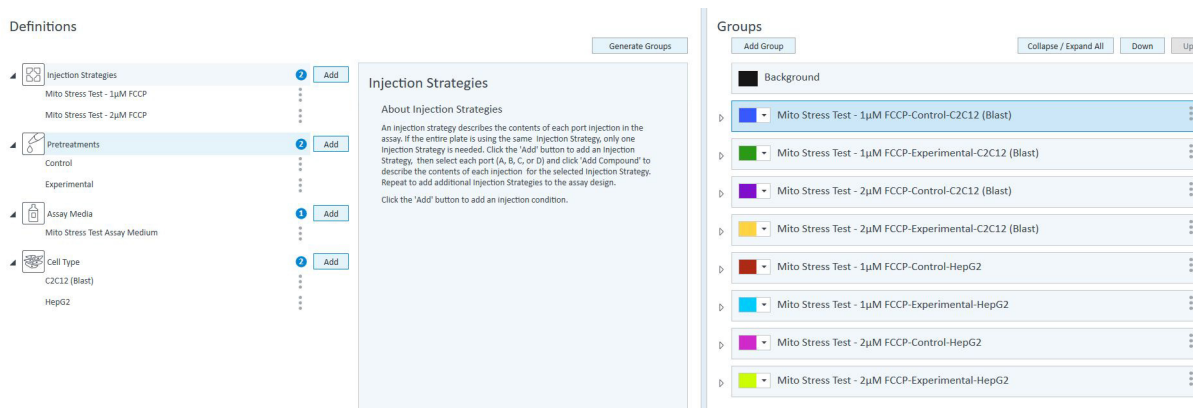 Definitions
Generate Groups
Injection Strategies
2
Add
Mito Stress Test - 1µM FCCP
Mito Stress Test - 2µM FCCP
Pretreatments
2
Add
Control
Experimental
Assay Media
1
Add
Mito Stress Test Assay Medium
Cell Type
2
Add
C2C12 (Blast)
HepG2
Injection Strategies
About Injection Strategies
An injection strategy describes the contents of each port injection in the
assay. If the entire plate is using the same Injection Strategy, only one
Injection Strategy is needed. Click the 'Add' button to add an Injection
Strategy, then select each port (A, B, C, or D) and click 'Add Compound' to
describe the contents of each injection for the selected Injection Strategy.
Repeat to add additional Injection Strategies to the assay design.
Click the 'Add' button to add an injection condition.
Groups
Add Group
Collapse / Expand All
Down
Up
Background
Mito Stress Test - 1µM FCCP-Control-C2C12 (Blast)
Mito Stress Test - 1µM FCCP-Experimental-C2C12 (Blast)
Mito Stress Test - 2µM FCCP-Control-C2C12 (Blast)
Mito Stress Test - 2µM FCCP-Experimental-C2C12 (Blast)
Mito Stress Test - 1µM FCCP-Control-HepG2
Mito Stress Test - 1µM FCCP-Experimental-HepG2
Mito Stress Test - 2µM FCCP-Control-HepG2
Mito Stress Test - 2µM FCCP-Experimental-HepG2